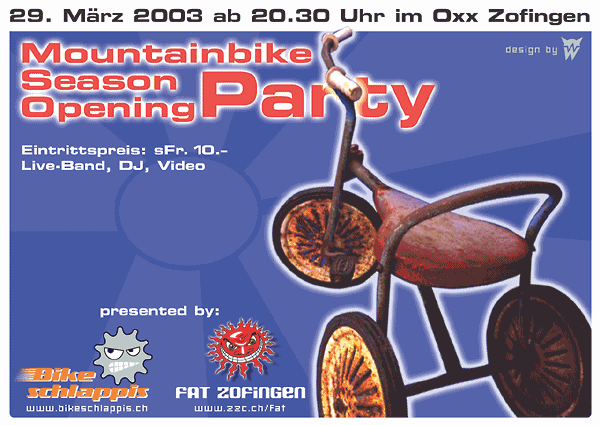 29. März 2003 ab 20.30 Uhr im Oxx Zofingen
design by W
Mountainbike
Season
Opening Party
Eintrittspreis: sFr. 10.–
Live-Band, DJ, Video
presented by:
Bike
schlappis
www.bikeschlappis.ch
FAT ZOFINGEN
www.zzc.ch/fat